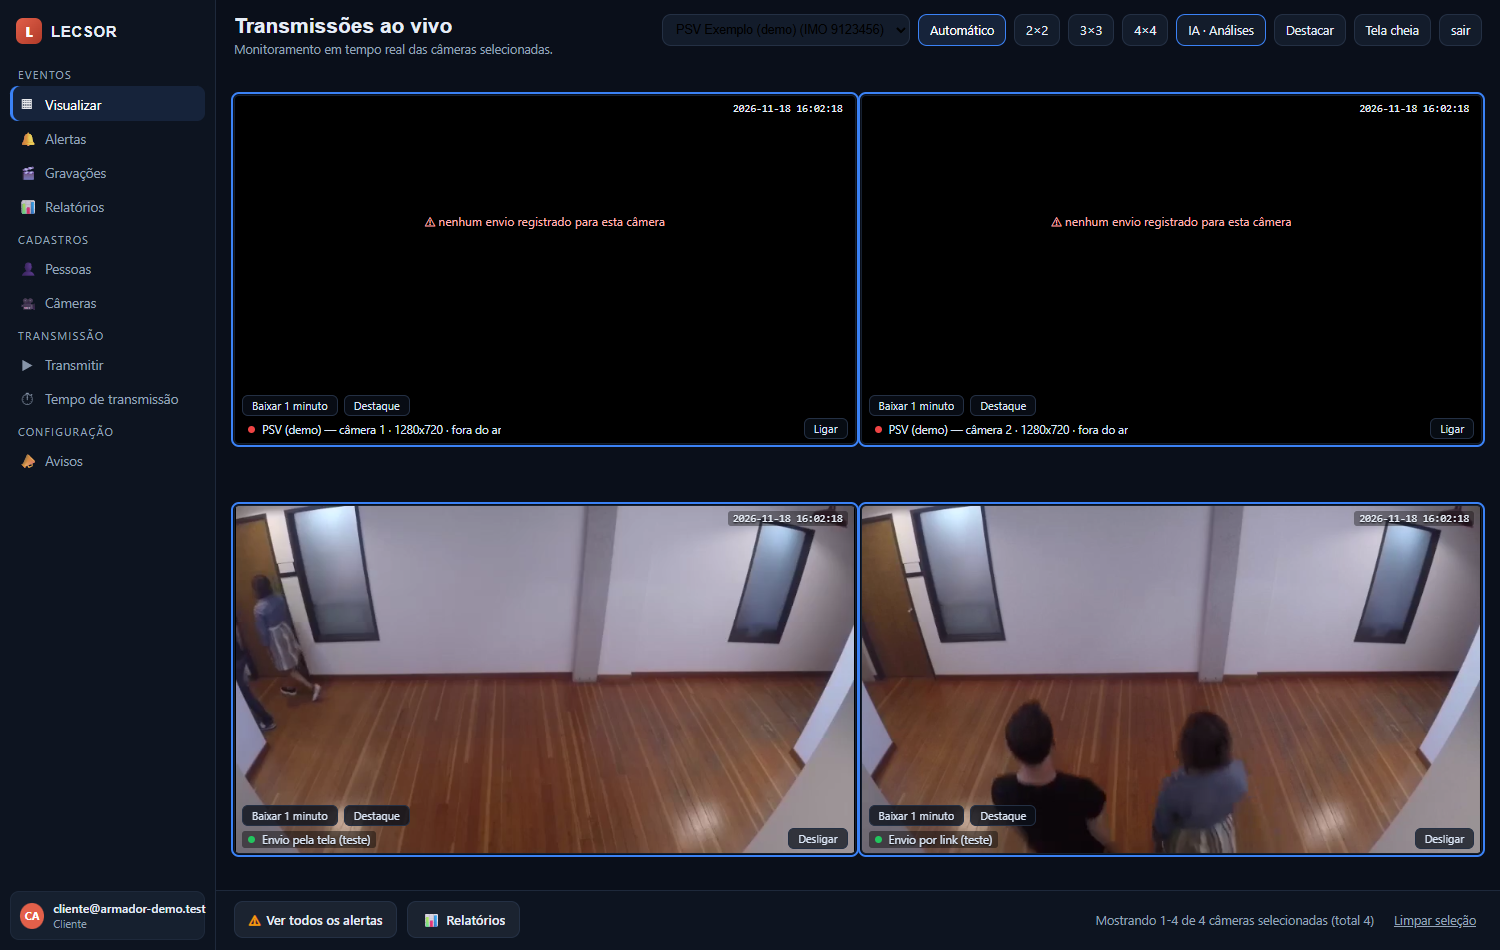 L LECSOR
EVENTOS
Visualizar
Alertas
Gravações
Relatórios
CADASTROS
Pessoas
Câmeras
TRANSMISSÃO
Transmitir
Tempo de transmissão
CONFIGURAÇÃO
Avisos
CA cliente@armador-demo.test
Cliente
Transmissões ao vivo
Monitoramento em tempo real das câmeras selecionadas.
PSV Exemplo (demo) (IMO 9123456) Automático 2×2 3×3 4×4 IA · Análises Destacar Tela cheia sair
2026-11-18 16:02:18
⚠ nenhum envio registrado para esta câmera
Baixar 1 minuto Destaque
PSV (demo) — câmera 1 · 1280x720 · fora do ar Ligar
2026-11-18 16:02:18
⚠ nenhum envio registrado para esta câmera
Baixar 1 minuto Destaque
PSV (demo) — câmera 2 · 1280x720 · fora do ar Ligar
2026-11-18 16:02:18
Baixar 1 minuto Destaque
Envio pela tela (teste) Desligar
2026-11-18 16:02:18
Baixar 1 minuto Destaque
Envio por link (teste) Desligar
⚠ Ver todos os alertas Relatórios Mostrando 1-4 de 4 câmeras selecionadas (total 4) Limpar seleção